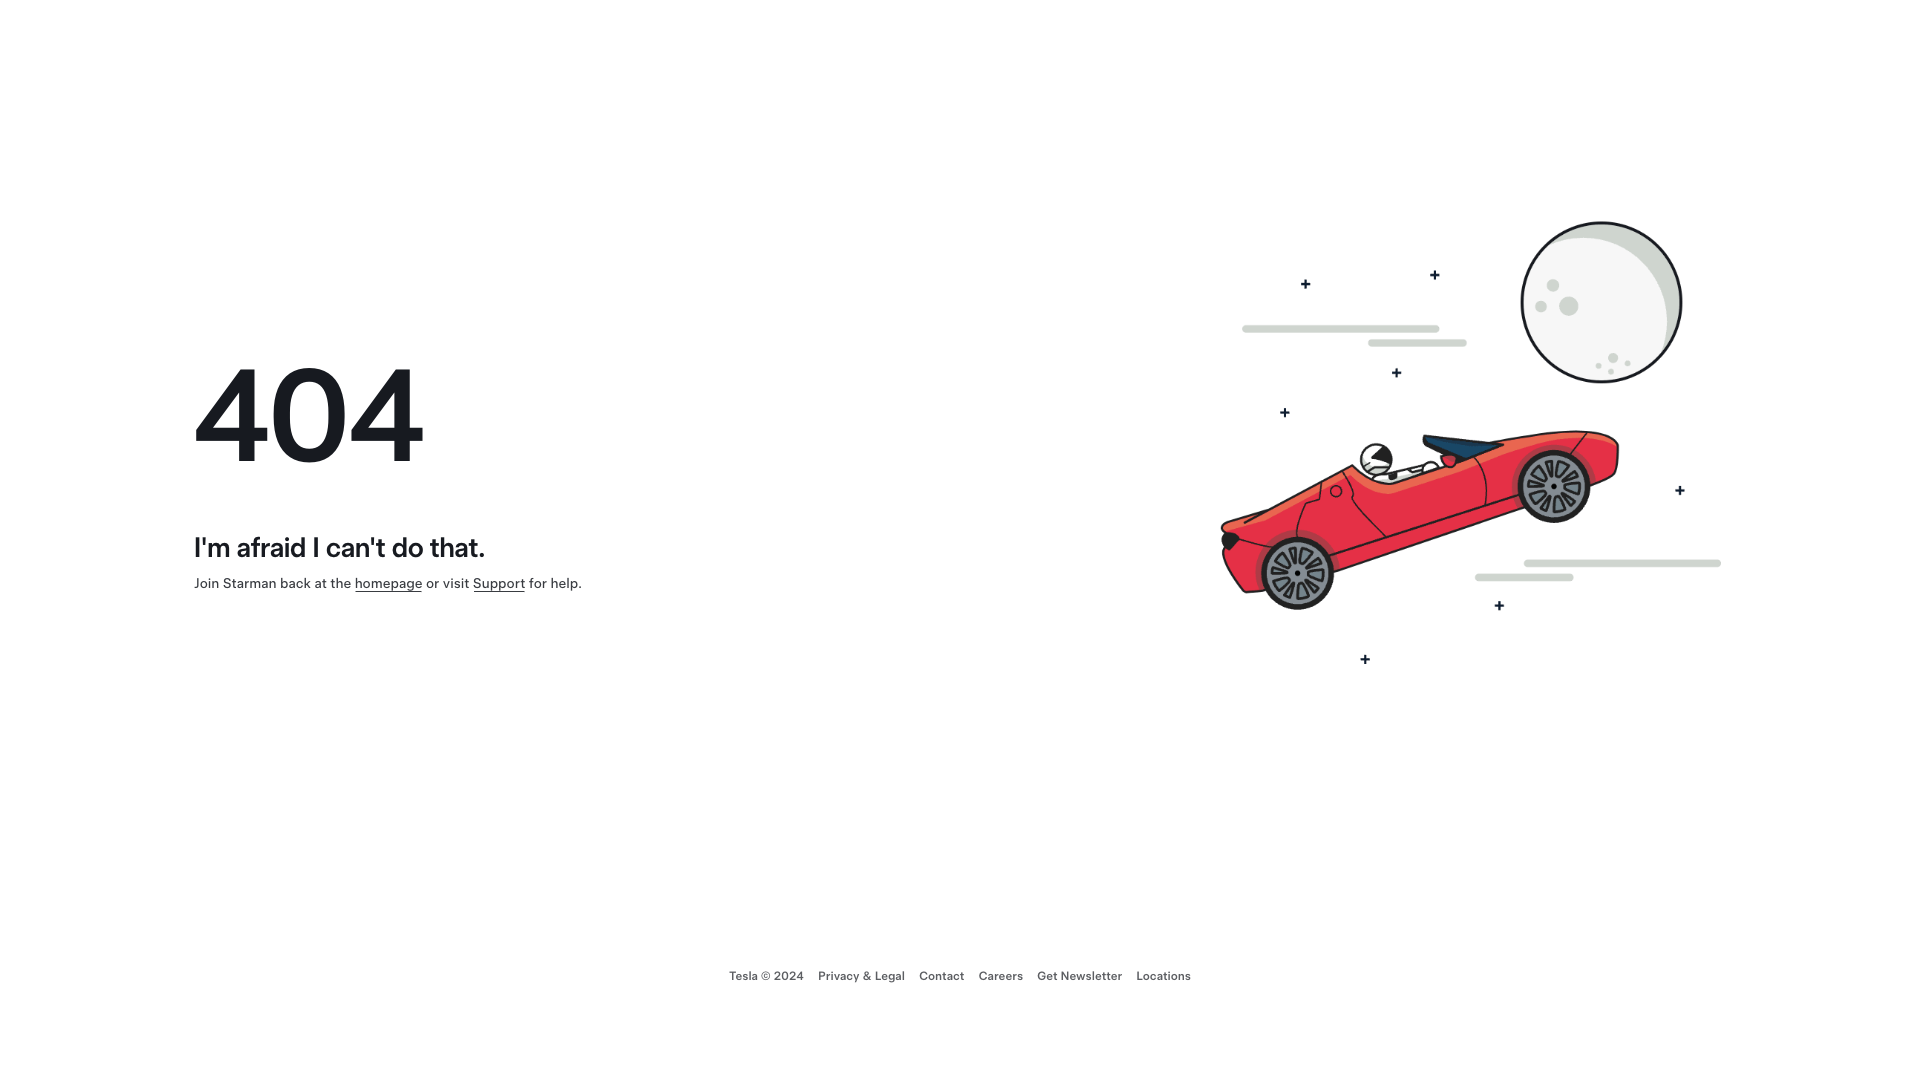 404
I'm afraid I can't do that.
Join Starman back at the homepage or visit Support for help.
Tesla © 2024 Privacy & Legal Contact Careers Get Newsletter Locations